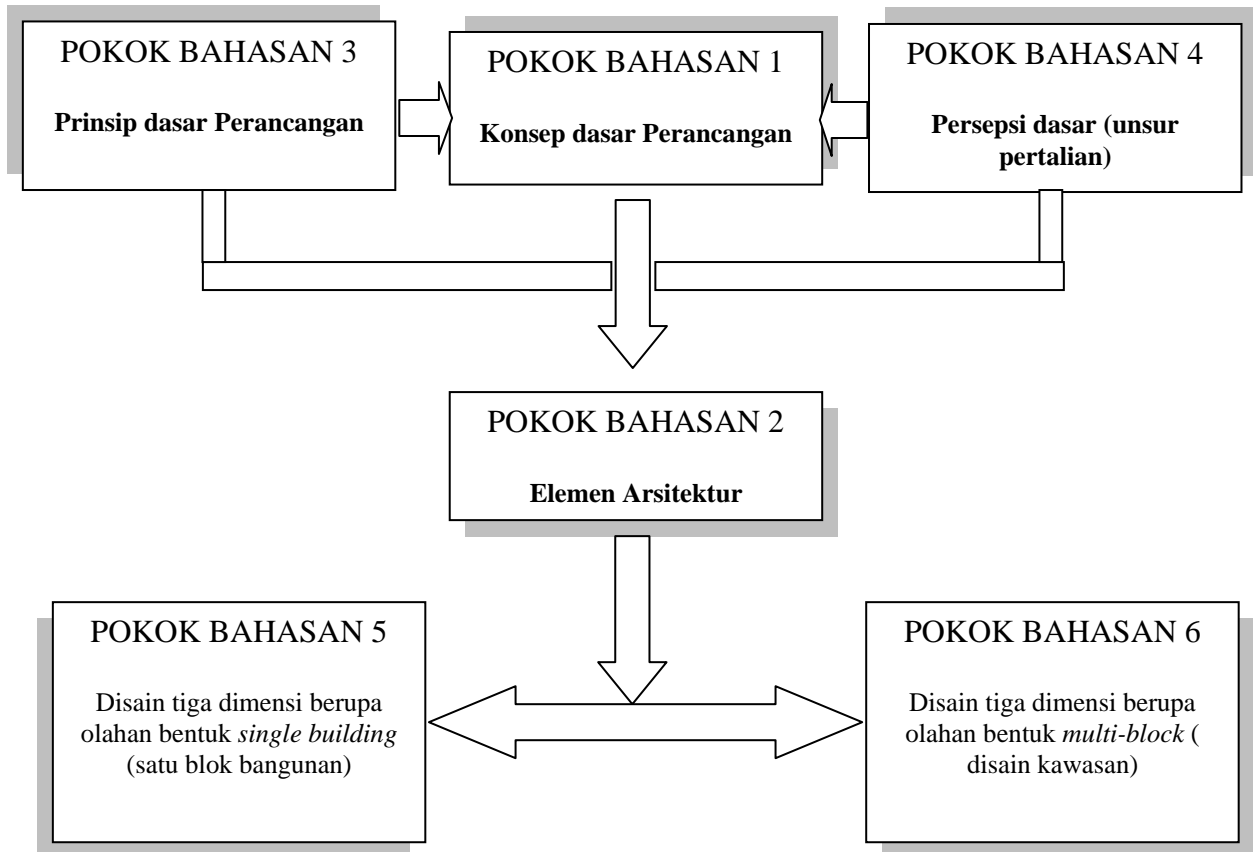 POKOK BAHASAN 3
Prinsip dasar Perancangan
POKOK BAHASAN 1
Konsep dasar Perancangan
POKOK BAHASAN 4
Persepsi dasar (unsur
pertalian)
POKOK BAHASAN 2
Elemen Arsitektur
POKOK BAHASAN 5
Disain tiga dimensi berupa
olahan bentuk single building
(satu blok bangunan)
POKOK BAHASAN 6
Disain tiga dimensi berupa
olahan bentuk multi-block (
disain kawasan)